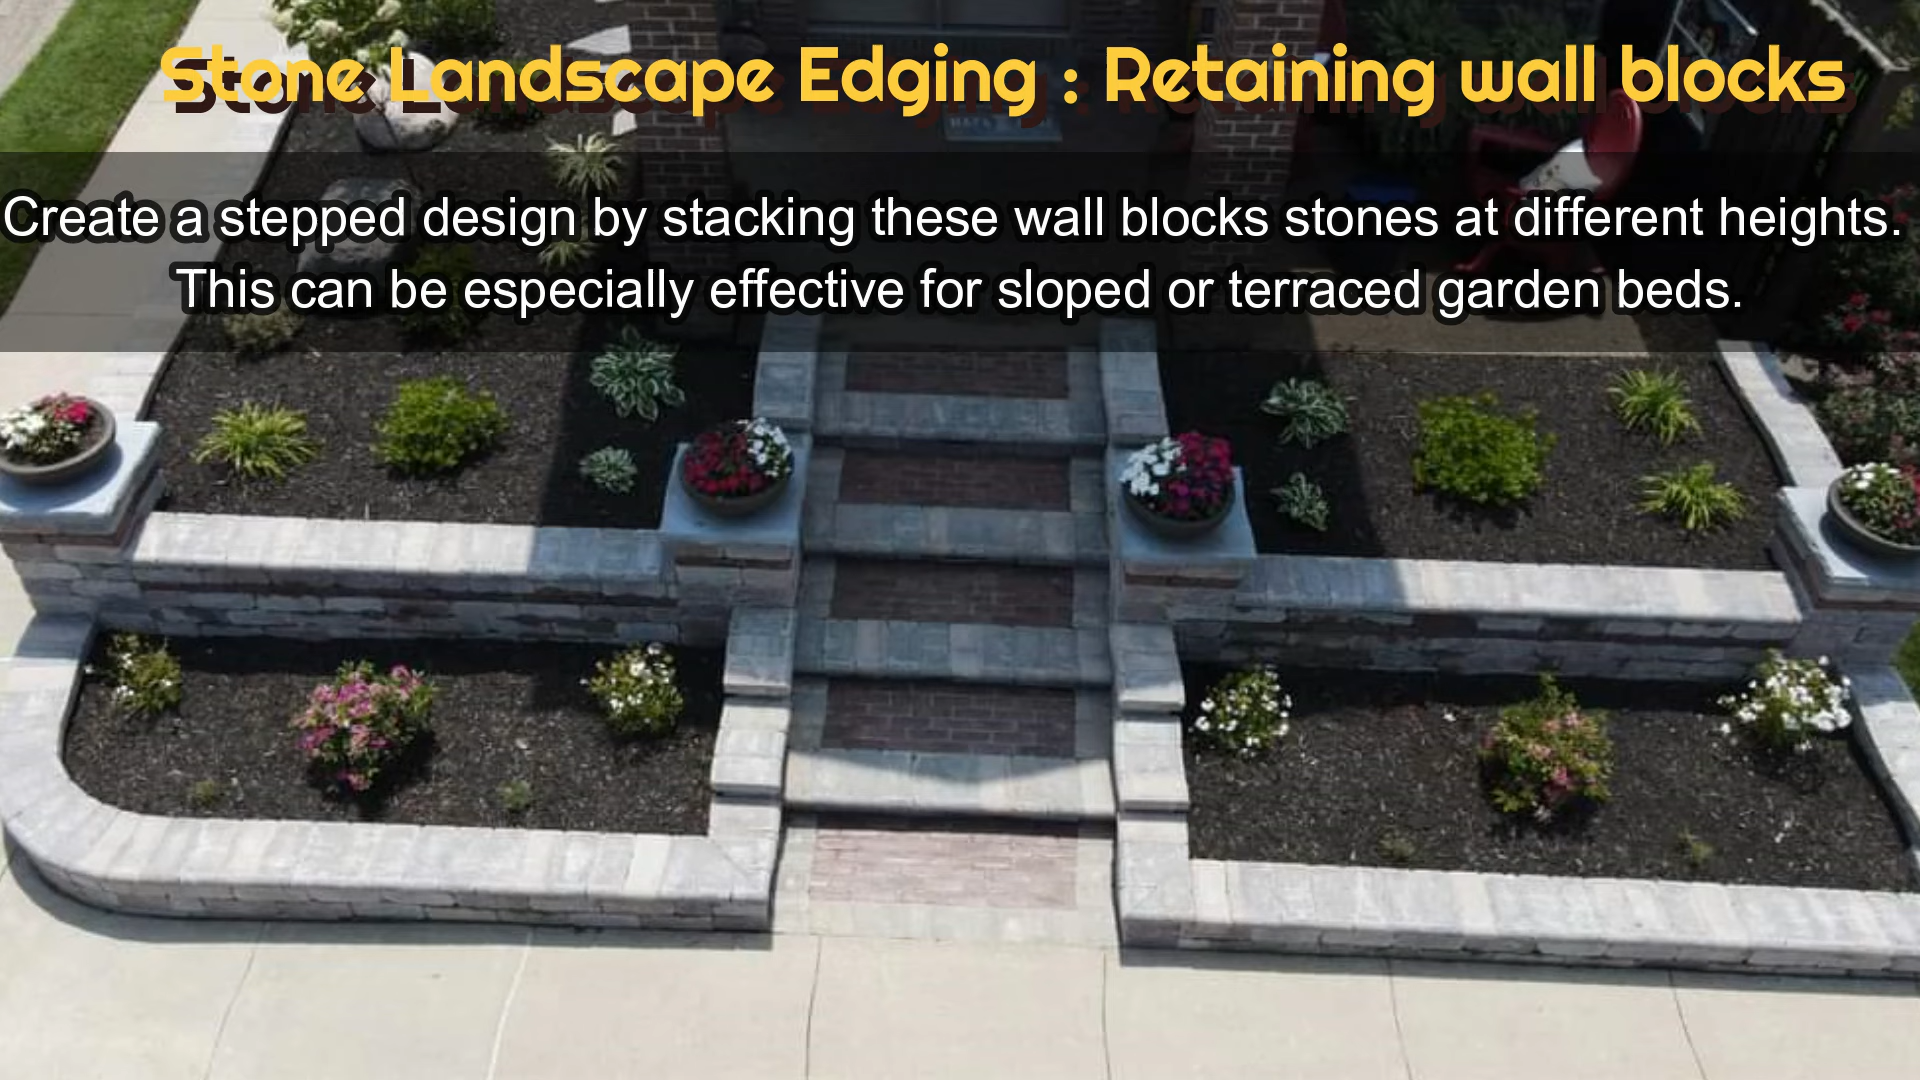 Stone Landscape Edging : Retaining wall blocks
Create a stepped design by stacking these wall blocks stones at different heights.
This can be especially effective for sloped or terraced garden beds.